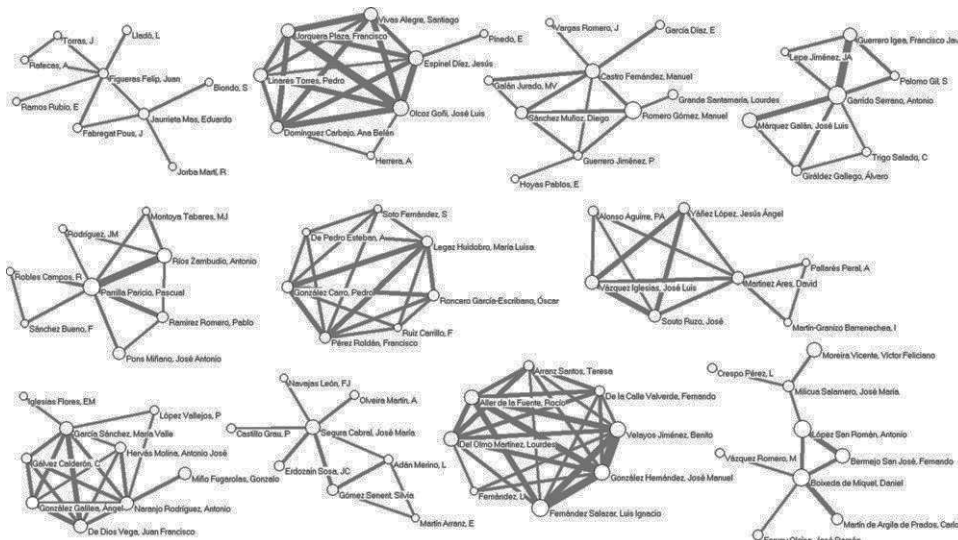 Torras, J
Lladó, L
Rafecas, A
Figueras Felip, Juan
Ramos Rubio, E
Biondo, S
Jaurrieta Mas, Eduardo
Fabregat Pous, J
Jorba Martí, R
Vivas Alegre, Santiago
Jorquera Plaza, Francisco
Pinedo, E
Espinel Díez, Jesús
Linares Torres, Pedro
Olcoz Goñi, José Luis
Domínguez Carbajo, Ana Belén
Herrera, A
Vargas Romero, J
García Díaz, E
Castro Fernández, Manuel
Galán Jurado, MV
Grande Santamaría, Lourdes
Romero Gómez, Manuel
Sánchez Muñoz, Diego
Guerrero Jiménez, P
Hoyas Pablos, E
Guerrero Igea, Francisco Jav
Lepe Jiménez, JA
Palomo Gil, S
Garrido Serrano, Antonio
Márquez Galán, José Luis
Trigo Salado, C
Giráldez Gallego, Álvaro
Montoya Tabares, MJ
Rodríguez, JM
Ríos Zambudio, Antonio
Robles Campos, R
Parrilla Paricio, Pascual
Sánchez Bueno, F
Ramírez Romero, Pablo
Pons Miñano, José Antonio
Soto Fernández, S
De Pedro Esteban, A
Legaz Huidobro, María Luisa
González Carro, Pedro
Roncero García-Escribano, Óscar
Ruiz Carrillo, F
Pérez Roldán, Francisco
Alonso Aguirre, PA
Yáñez López, Jesús Ángel
Pallarés Peral, A
Vázquez Iglesias, José Luis
Martínez Ares, David
Souto Ruzo, José
Martín-Granizo Barrenechea, I
Iglesias Flores, EM
López Vallejos, P
García Sánchez, María Valle
Hervás Molina, Antonio José
Gálvez Calderón, C
Miño Fugarolas, Gonzalo
González Galilea, Ángel
Naranjo Rodríguez, Antonio
De Dios Vega, Juan Francisco
Navajas León, FJ
Olveira Martín, A
Castillo Grau, P
Segura Cabral, José María
Erdozain Sosa, JC
Adán Merino, L
Gómez Senent, Silvia
Martín Arranz, E
Arranz Santos, Teresa
Aller de la Fuente, Rocío
De la Calle Valverde, Fernando
Velayos Jiménez, Benito
Del Olmo Martínez, Lourdes
González Hernández, José Manuel
Fernández, L
Fernández Salazar, Luis Ignacio
Moreira Vicente, Víctor Feliciano
Crespo Pérez, L
Milicua Salamero, José María
López San Román, Antonio
Vázquez Romero, M
Bermejo San José, Fernando
Boixeda de Miquel, Daniel
Martín de Argila de Prados, Carlo